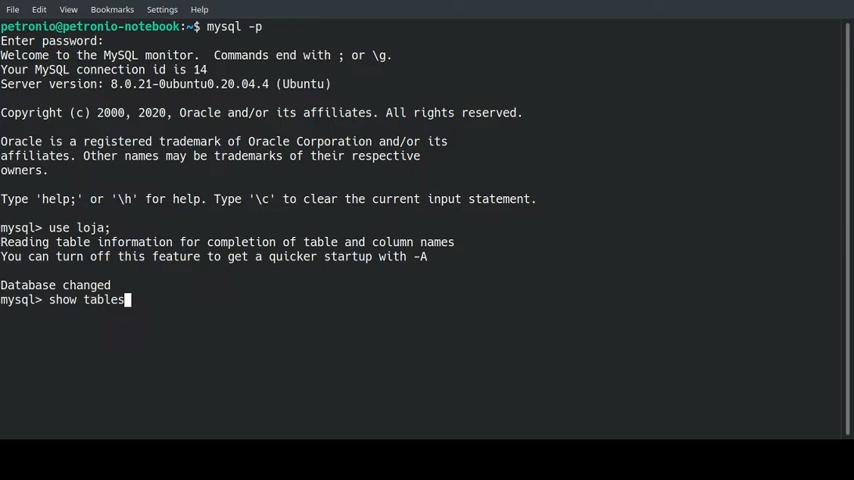 File Edit View Bookmarks Settings Help
petronio@petronio-notebook:~$ mysql -p
Enter password:
Welcome to the MySQL monitor.  Commands end with ; or \g.
Your MySQL connection id is 14
Server version: 8.0.21-0ubuntu0.20.04.4 (Ubuntu)
Copyright (c) 2000, 2020, Oracle and/or its affiliates. All rights reserved.
Oracle is a registered trademark of Oracle Corporation and/or its
affiliates. Other names may be trademarks of their respective
owners.
Type 'help;' or '\h' for help. Type '\c' to clear the current input statement.
mysql> use loja;
Reading table information for completion of table and column names
You can turn off this feature to get a quicker startup with -A
Database changed
mysql> show tables